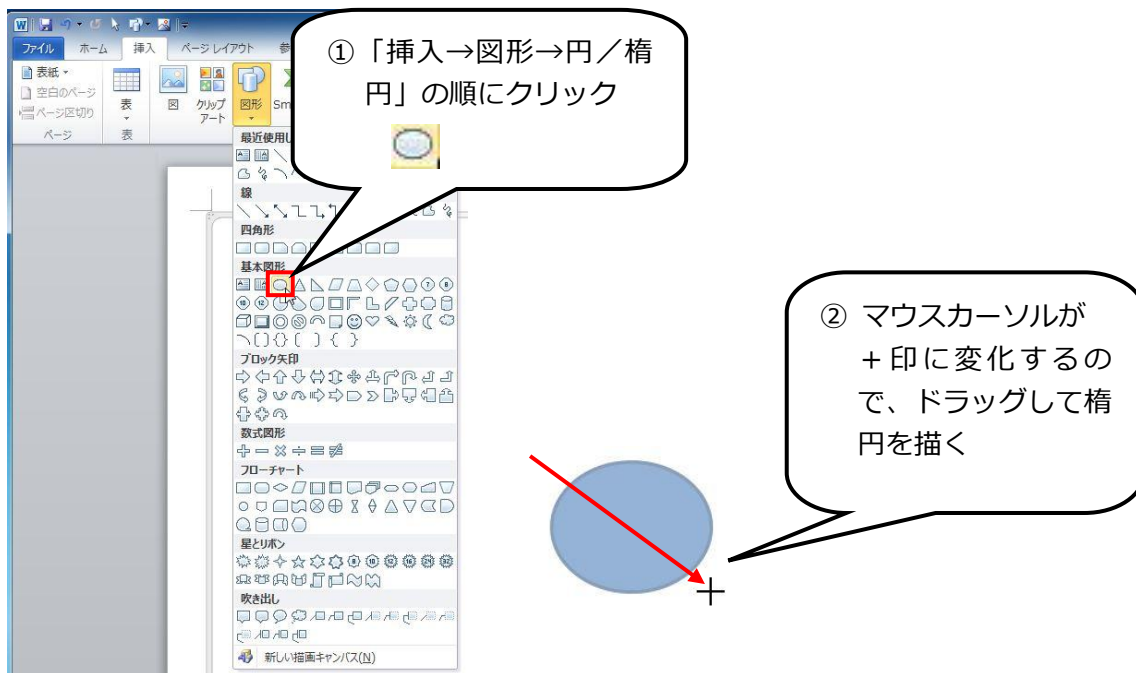 ファイル ホーム 挿入 ページ レイアウト
表紙
空白のページ
ページ区切り
ページ
表
表
図
クリップ
アート
図形
①「挿入→図形→円／楕
円」の順にクリック
線
四角形
基本図形
ブロック矢印
数式図形
フローチャート
星とリボン
吹き出し
新しい描画キャンバス(N)
② マウスカーソルが
＋印に変化するの
で、ドラッグして楕
円を描く